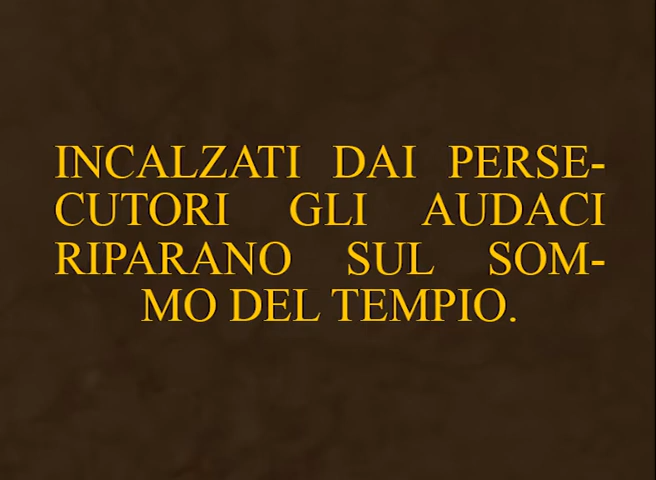 INCALZATI DAI PERSE-
CUTORI GLI AUDACI
RIPARANO SUL SOM-
MO DEL TEMPIO.